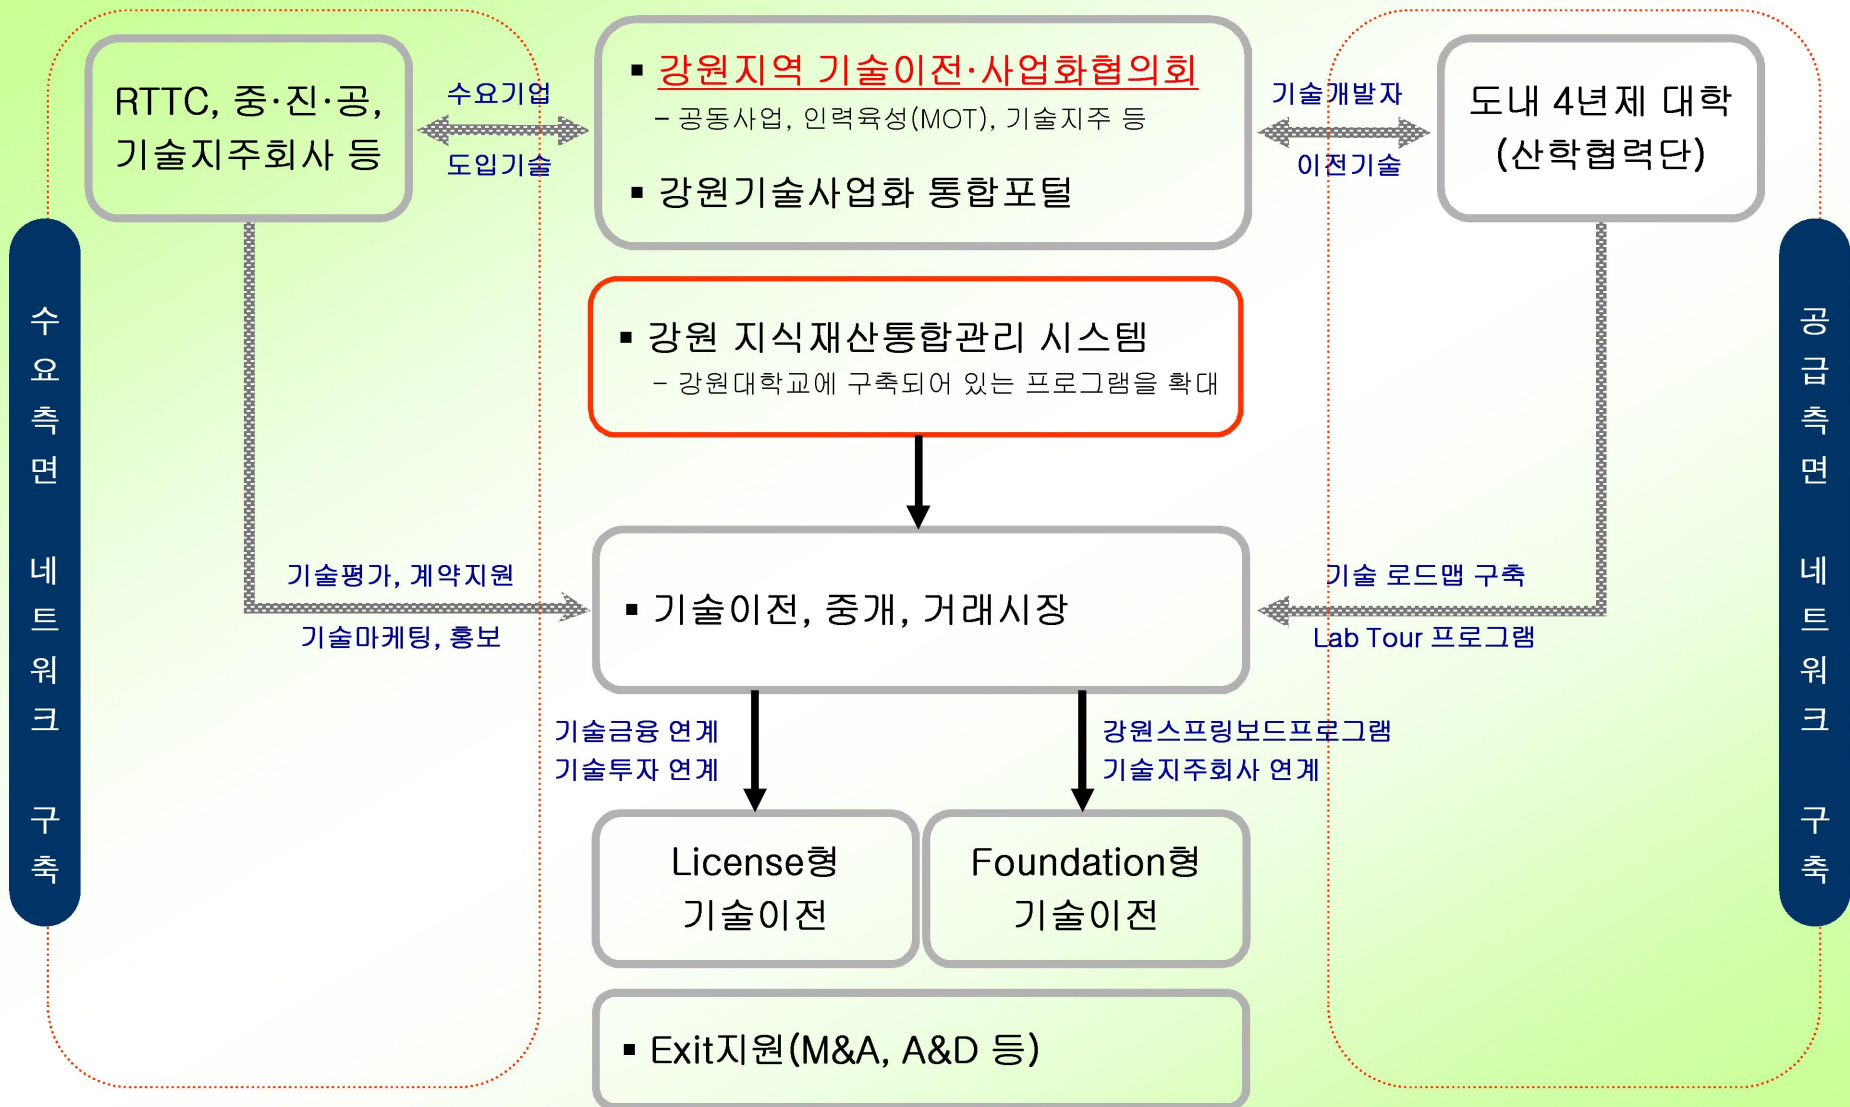 RTTC, 중·진·공,
기술지주회사 등
수요기업
도입기술
▪ 강원지역 기술이전·사업화협의회
– 공동사업, 인력육성(MOT), 기술지주 등
▪ 강원기술사업화 통합포털
기술개발자
이전기술
도내 4년제 대학
(산학협력단)
수요측면 네트워크 구축
▪ 강원 지식재산통합관리 시스템
– 강원대학교에 구축되어 있는 프로그램을 확대
공급측면 네트워크 구축
기술평가, 계약지원
기술마케팅, 홍보
▪ 기술이전, 중개, 거래시장
기술 로드맵 구축
Lab Tour 프로그램
기술금융 연계
기술투자 연계
강원스프링보드프로그램
기술지주회사 연계
License형
기술이전
Foundation형
기술이전
▪ Exit지원(M&A, A&D 등)